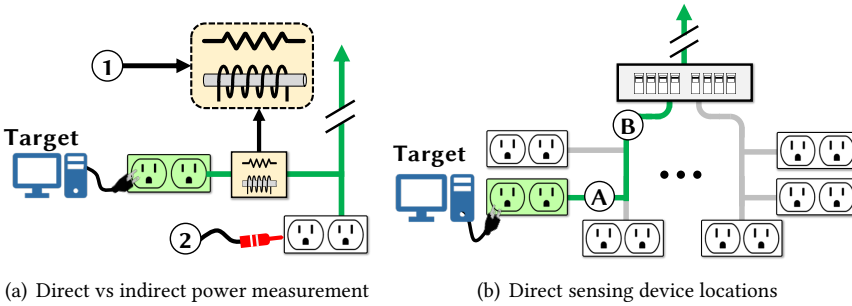 1
Target
2
(a) Direct vs indirect power measurement
B
Target
A
(b) Direct sensing device locations